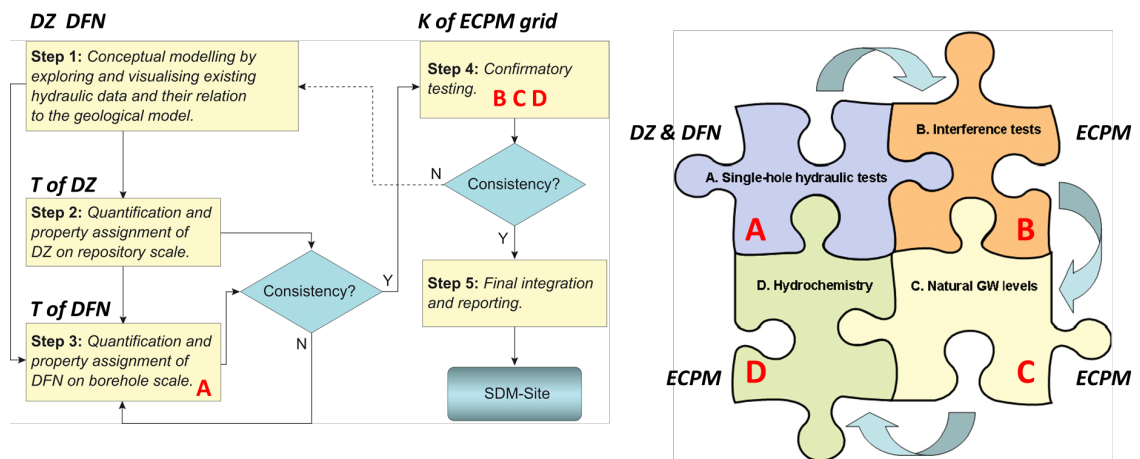 DZ DFN
Step 1: Conceptual modelling by
exploring and visualising existing
hydraulic data and their relation
to the geological model.
T of DZ
Step 2: Quantification and
property assignment of
DZ on repository scale.
T of DFN
Step 3: Quantification and
property assignment of
DFN on borehole scale.
A
Consistency?
Y
N
K of ECPM grid
Step 4: Confirmatory
testing.
B C D
N
Consistency?
Y
Step 5: Final integration
and reporting.
SDM-Site
DZ & DFN
A. Single-hole hydraulic tests
A
B. Interference tests
ECPM
B
D. Hydrochemistry
ECPM
D
C. Natural GW levels
C
ECPM